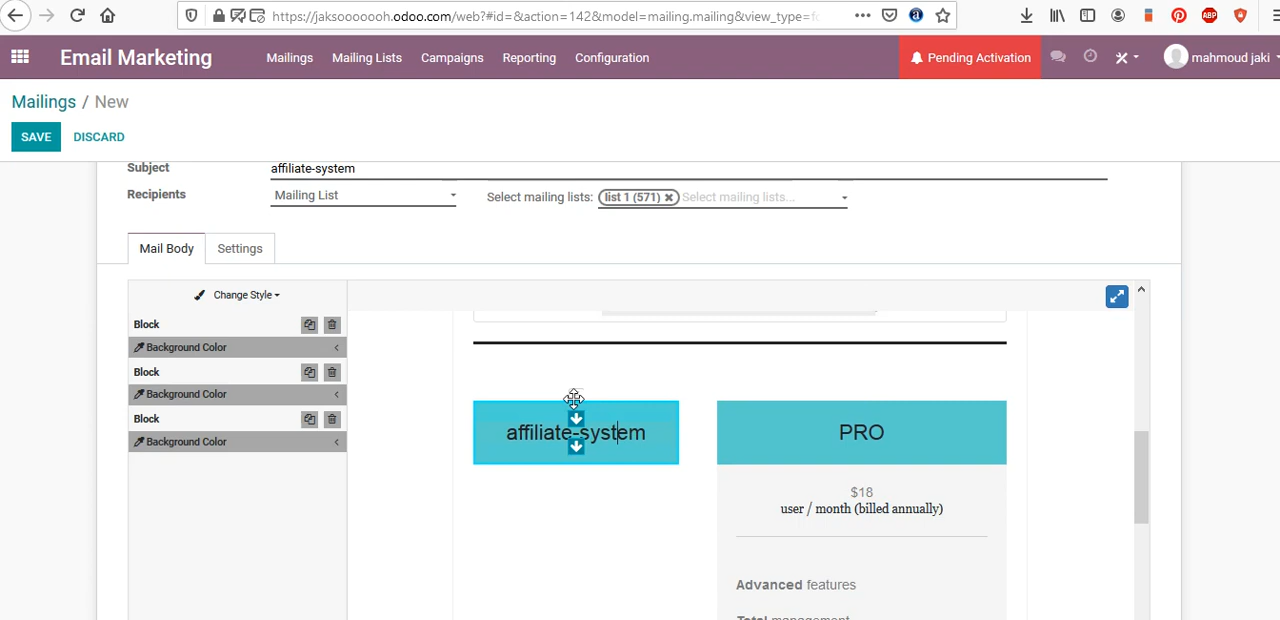 https://jaksooooooh.odoo.com/web?#id=&action=142&model=mailing.mailing&view_type=fo
ABP
Email Marketing
Mailings
Mailing Lists
Campaigns
Reporting
Configuration
Pending Activation
mahmoud jaki
Mailings / New
SAVE
DISCARD
Subject
affiliate-system
Recipients
Mailing List
Select mailing lists:
list 1 (571)
Select mailing lists...
Mail Body
Settings
Change Style
Block
Background Color
Block
Background Color
Block
Background Color
affiliate-system
PRO
$18
user / month (billed annually)
Advanced features
Total management